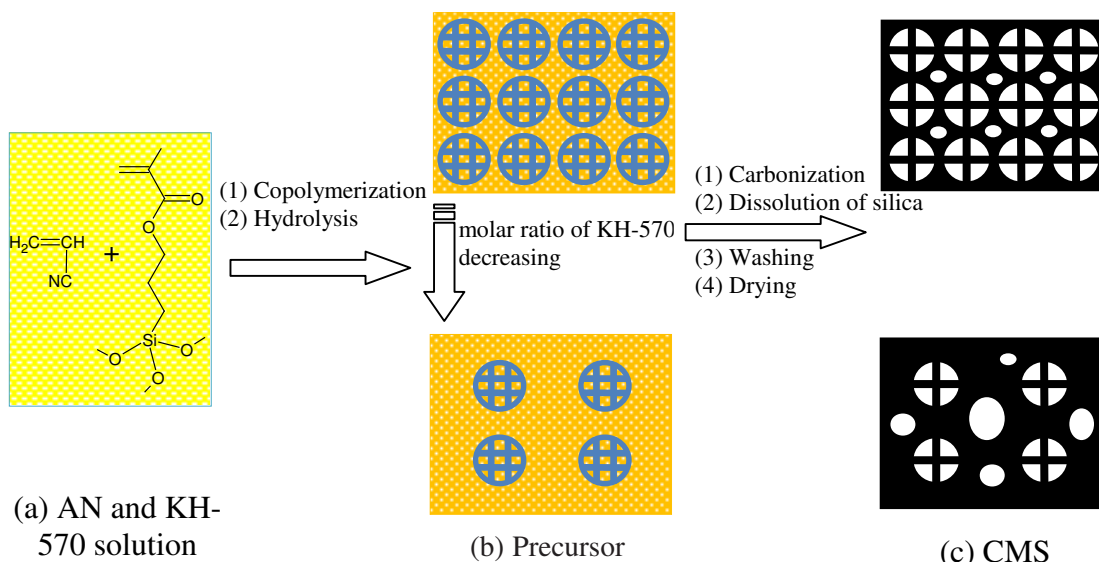 (1) Copolymerization
(2) Hydrolysis
H₂C
CH
NC
+
O
O
Si
O
O
O
(a) AN and KH-
570 solution
molar ratio of KH-570
decreasing
(b) Precursor
(1) Carbonization
(2) Dissolution of silica
(3) Washing
(4) Drying
(c) CMS